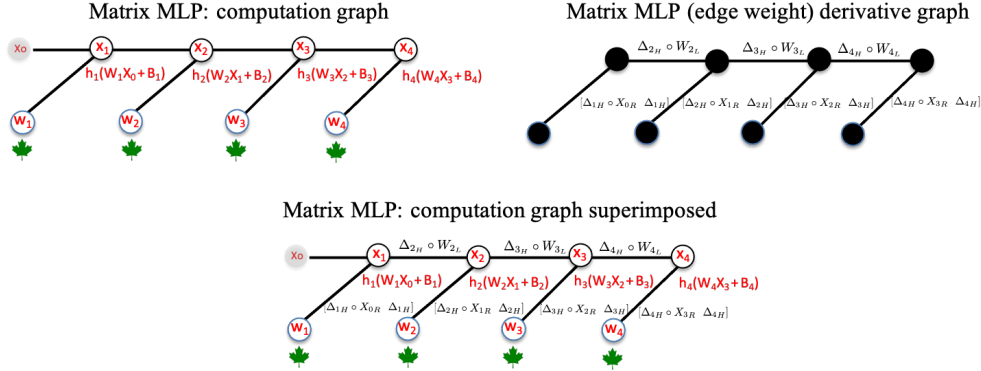 Matrix MLP: computation graph
X₀ X₁ X₂ X₃ X₄
h₁(W₁X₀+B₁) h₂(W₂X₁+B₂) h₃(W₃X₂+B₃) h₄(W₄X₃+B₄)
W₁ W₂ W₃ W₄
Matrix MLP (edge weight) derivative graph
Δ₂H ∘ W₂L Δ₃H ∘ W₃L Δ₄H ∘ W₄L
[Δ₁H ∘ X₀R Δ₁H] [Δ₂H ∘ X₁R Δ₂H] [Δ₃H ∘ X₂R Δ₃H] [Δ₄H ∘ X₃R Δ₄H]
Matrix MLP: computation graph superimposed
Δ₂H ∘ W₂L Δ₃H ∘ W₃L Δ₄H ∘ W₄L
X₀ X₁ X₂ X₃ X₄
h₁(W₁X₀+B₁) h₂(W₂X₁+B₂) h₃(W₃X₂+B₃) h₄(W₄X₃+B₄)
[Δ₁H ∘ X₀R Δ₁H] [Δ₂H ∘ X₁R Δ₂H] [Δ₃H ∘ X₂R Δ₃H] [Δ₄H ∘ X₃R Δ₄H]
W₁ W₂ W₃ W₄